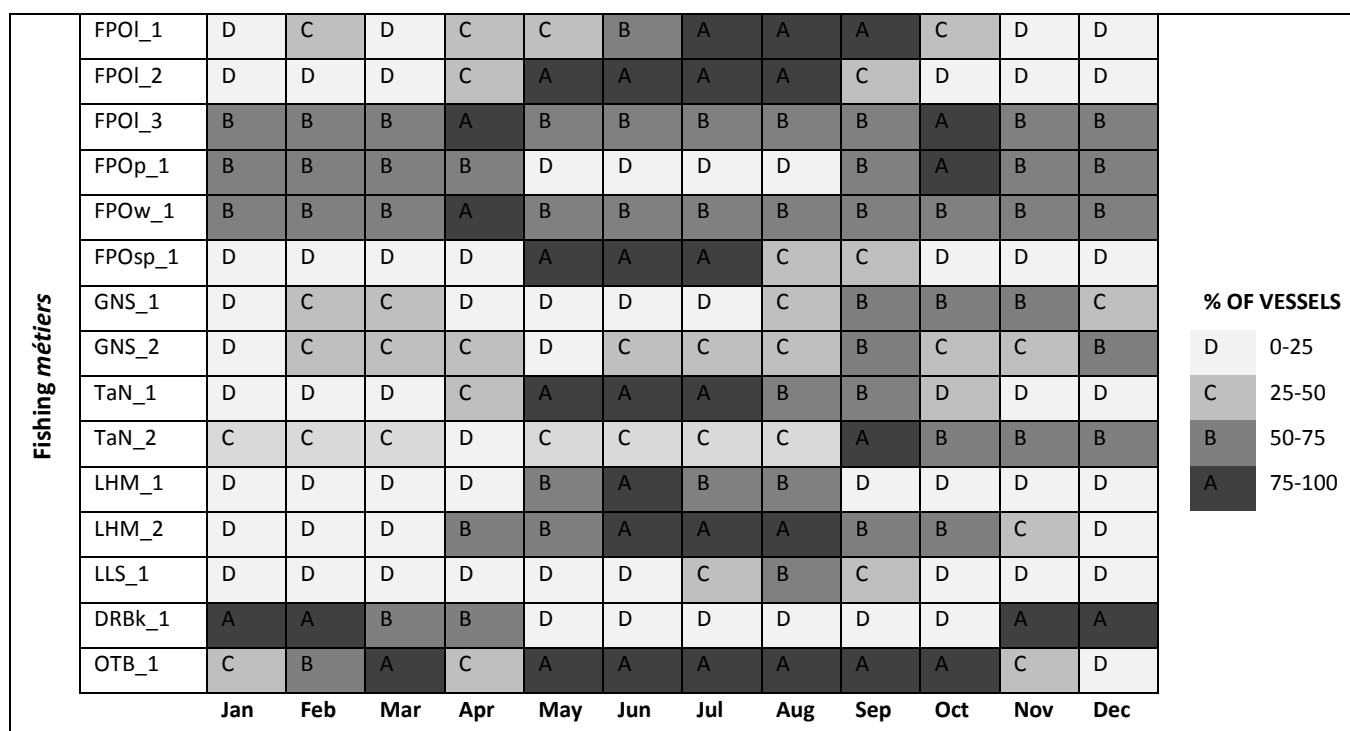 FPOl_1 D C D C C B A A A C D D
FPOl_2 D D D C A A A A C D D D
FPOl_3 B B B A B B B B B A B B
FPOp_1 B B B B D D D D B A B B
FPOw_1 B B B A B B B B B B B B
FPOsp_1 D D D D A A A C C D D D
GNS_1 D C C D D D D C B B B C
GNS_2 D C C C D C C C B C C B
TaN_1 D D D C A A A B B D D D
TaN_2 C C C D C C C C A B B B
LHM_1 D D D D B A B B D D D D
LHM_2 D D D B B A A A B B C D
LLS_1 D D D D D D C B C D D D
DRBk_1 A A B B D D D D D D A A
OTB_1 C B A C A A A A A A C D
Jan Feb Mar Apr May Jun Jul Aug Sep Oct Nov Dec
Fishing métiers
% OF VESSELS
D 0-25
C 25-50
B 50-75
A 75-100